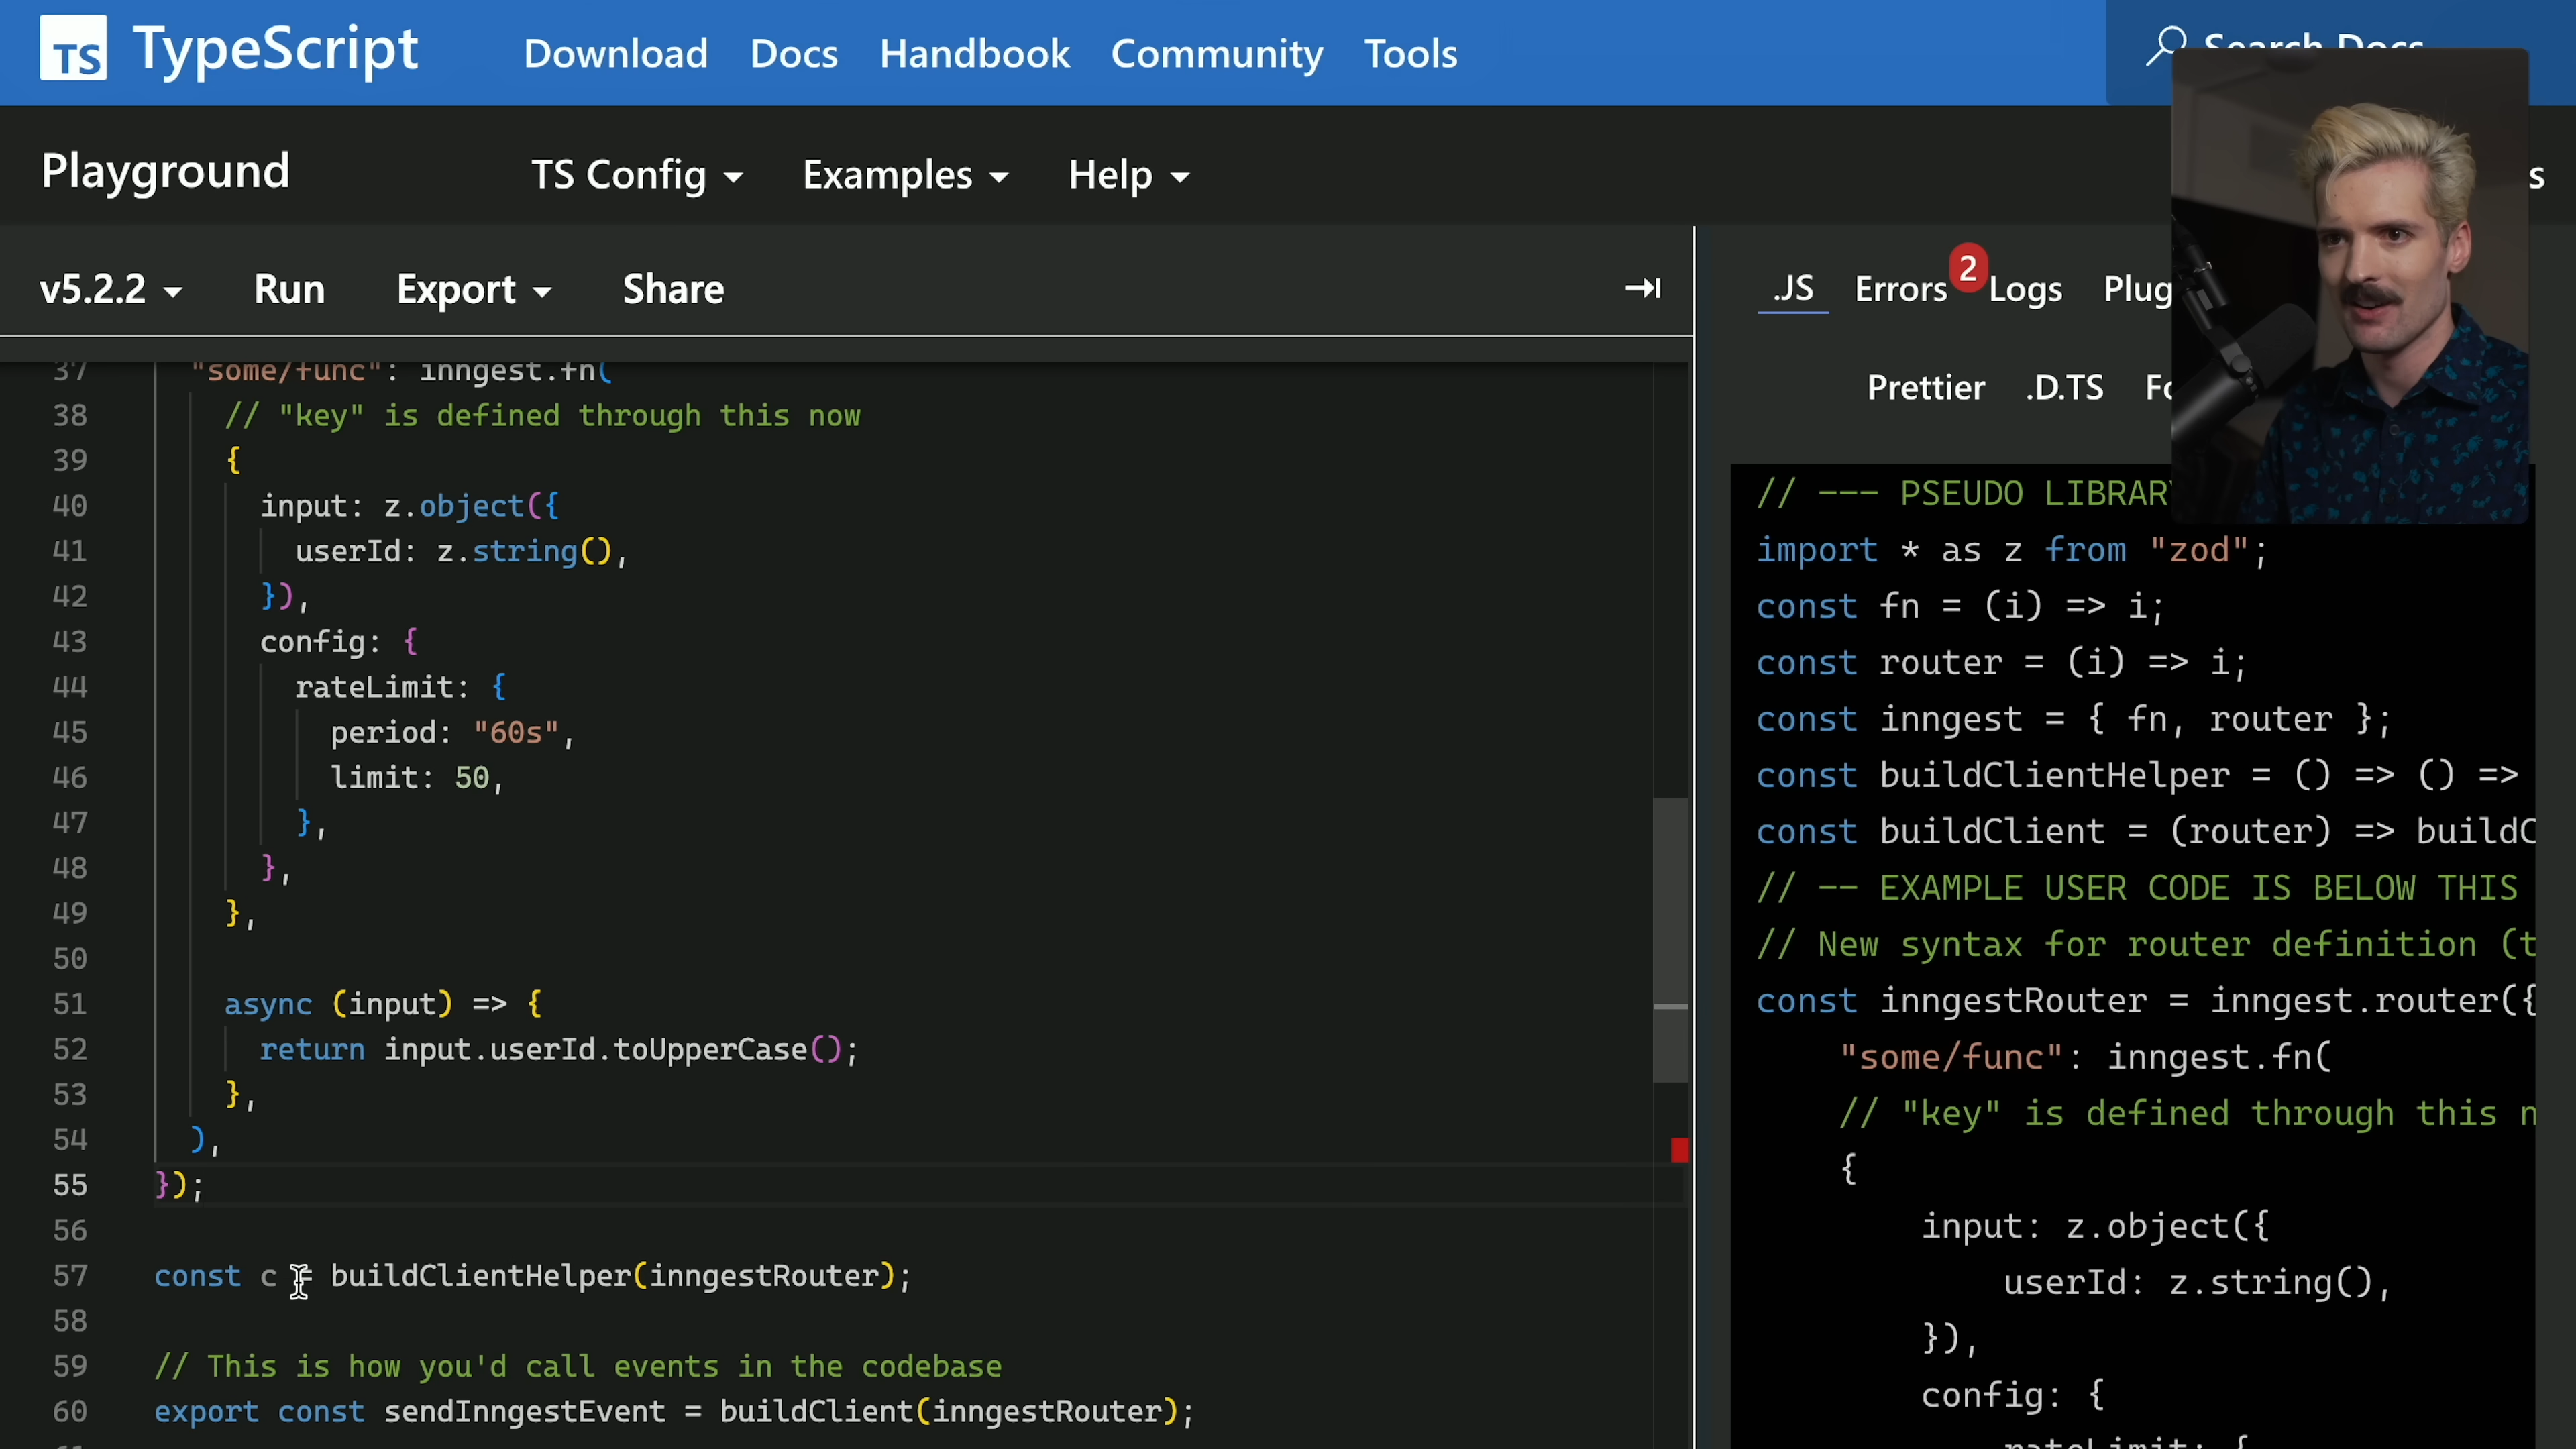 TS TypeScript Download Docs Handbook Community Tools
Playground TS Config Examples Help s
v5.2.2 Run Export Share
.JS Errors 2 Logs Plug
Prettier .D.TS Fo
37 "some/func": inngest.fn(
38 // "key" is defined through this now
39 {
40 input: z.object({
41 userId: z.string(),
42 }),
43 config: {
44 rateLimit: {
45 period: "60s",
46 limit: 50,
47 },
48 },
49 },
50
51 async (input) => {
52 return input.userId.toUpperCase();
53 },
54 ),
55 });
56
57 const c = buildClientHelper(inngestRouter);
58
59 // This is how you'd call events in the codebase
60 export const sendInngestEvent = buildClient(inngestRouter);
// --- PSEUDO LIBRARY
import * as z from "zod";
const fn = (i) => i;
const router = (i) => i;
const inngest = { fn, router };
const buildClientHelper = () => () =>
const buildClient = (router) => buildC
// -- EXAMPLE USER CODE IS BELOW THIS
// New syntax for router definition (t
const inngestRouter = inngest.router({
"some/func": inngest.fn(
// "key" is defined through this n
{
input: z.object({
userId: z.string(),
}),
config: {
rateLimit: {